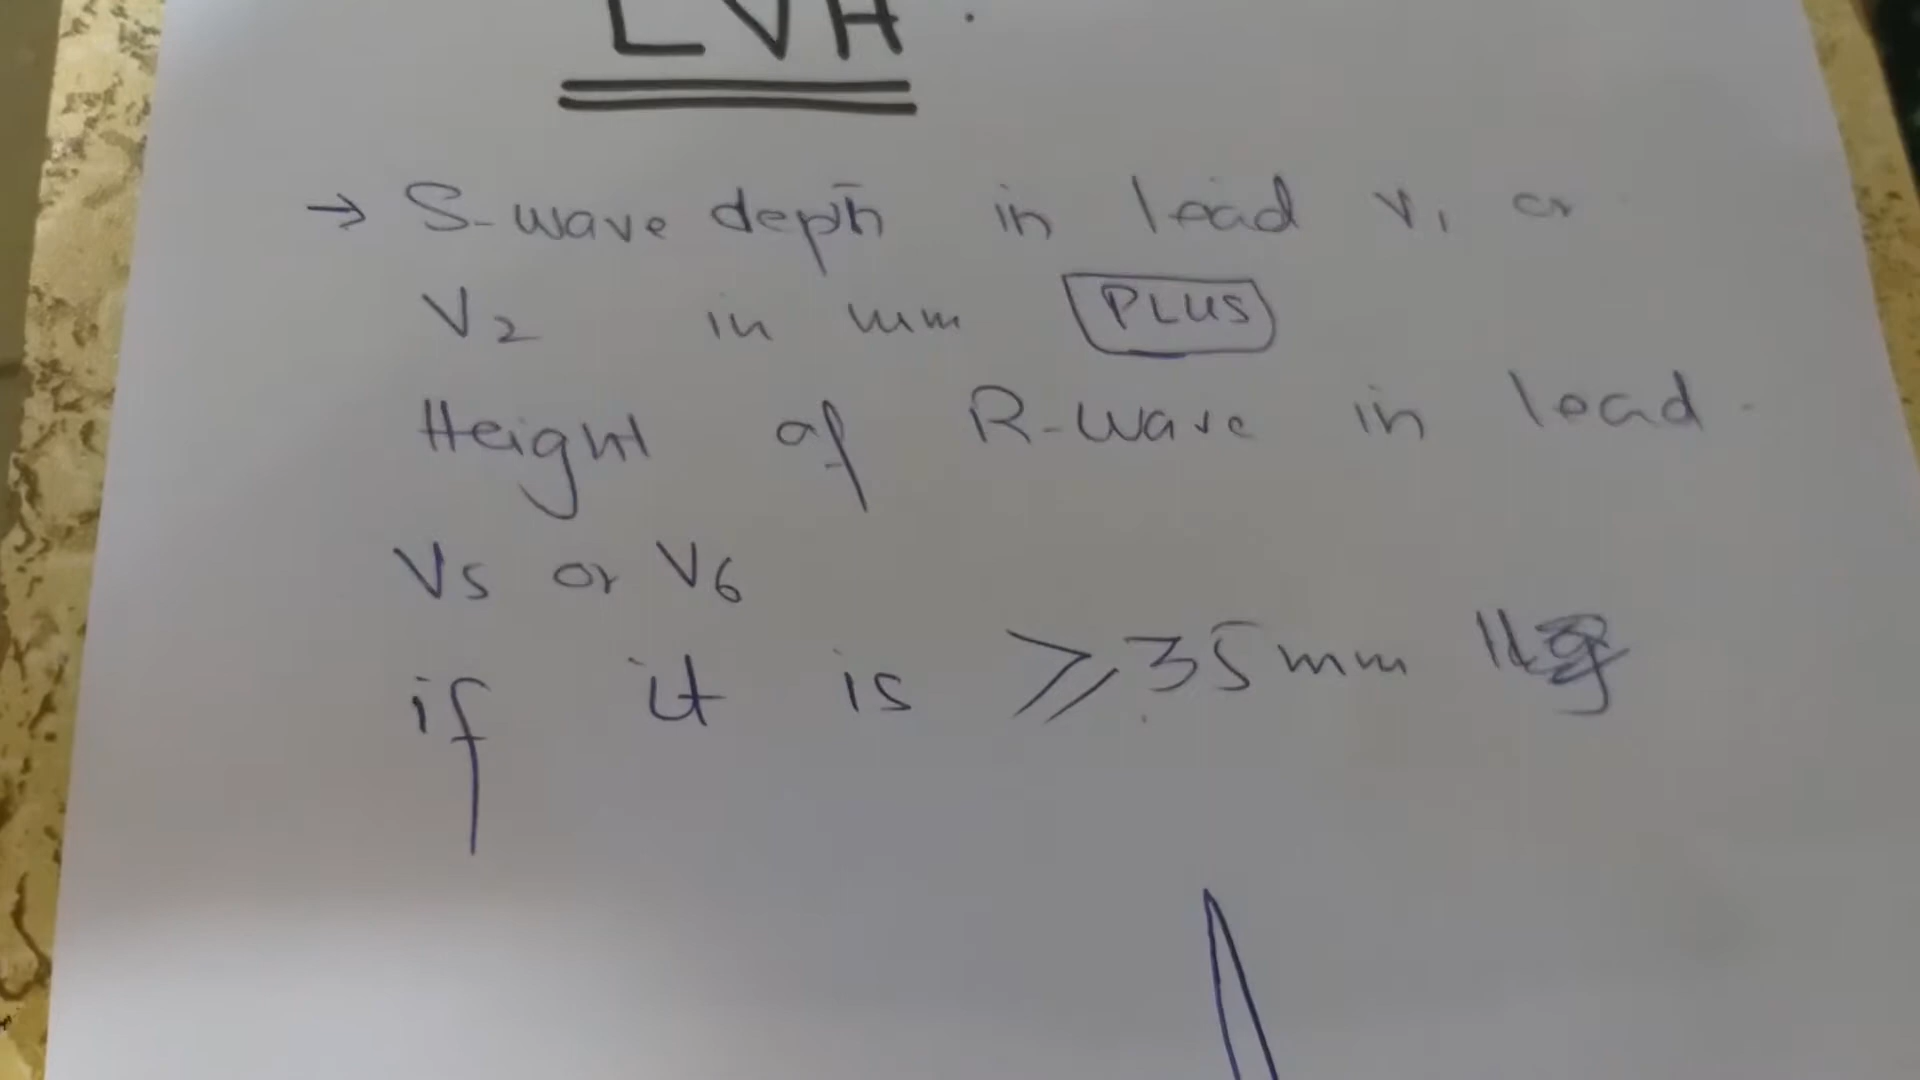 LVH
→ S-wave depth in lead V1 or
V2 in mm PLUS
Height of R-wave in lead
V5 or V6
if it is ≥35mm